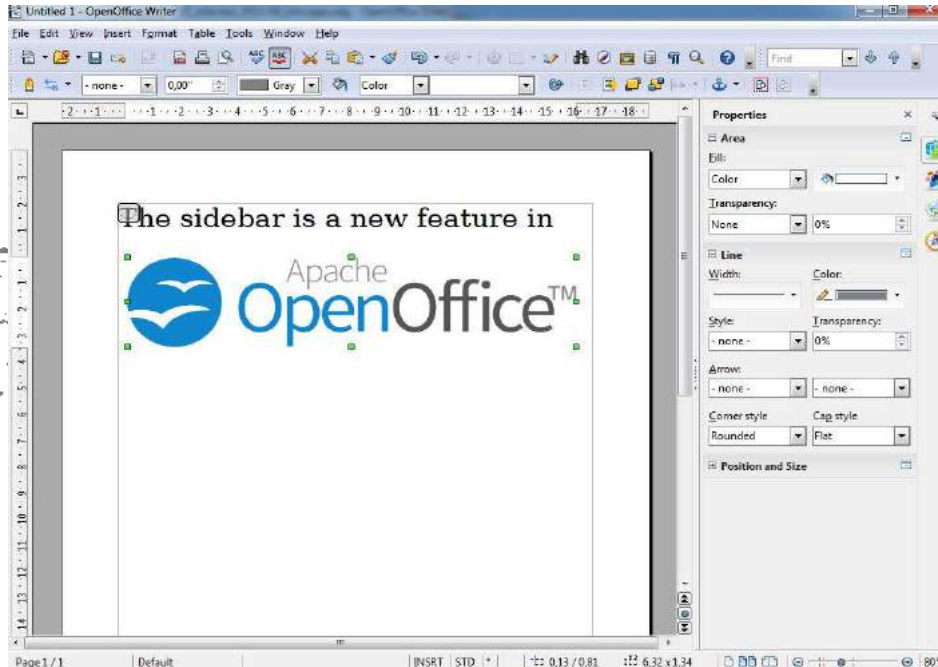 Untitled 1 - OpenOffice Writer
File Edit View Insert Format Table Tools Window Help
Find
- none - 0,00" Gray Color
Properties
Area
Fill:
Color
Transparency:
None 0%
Line
Width: Color:
Style: Transparency:
- none - 0%
Arrow:
- none - - none -
Corner style Cap style
Rounded Flat
Position and Size
The sidebar is a new feature in
Apache
OpenOffice™
Page 1 / 1 Default INSRT STD * 0.13 / 0.81 6.32 x 1.34